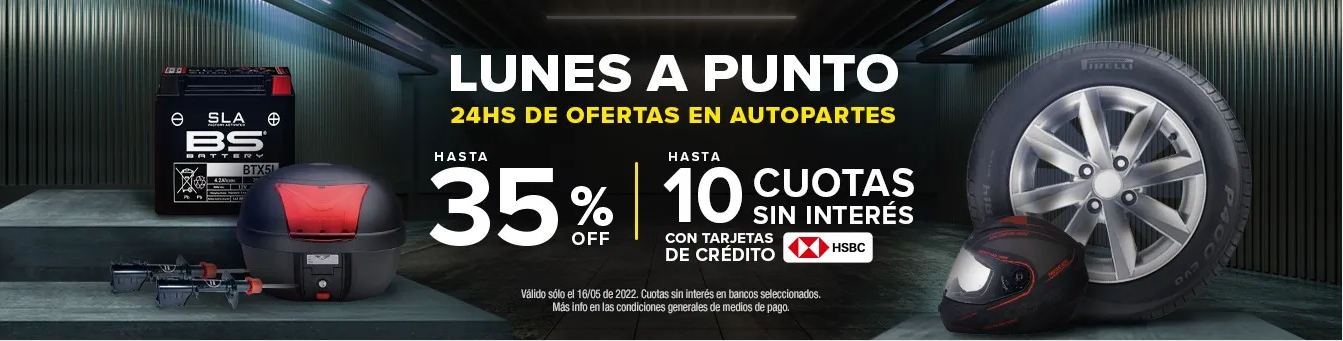 LUNES A PUNTO
24HS DE OFERTAS EN AUTOPARTES
HASTA
35%
OFF
HASTA
10 CUOTAS
SIN INTERÉS
CON TARJETAS
DE CRÉDITO
HSBC
Válido sólo el 16/05 de 2022. Cuotas sin interés en bancos seleccionados.
Más info en las condiciones generales de medios de pago.
SLA
BS
BATTERY
BTX5L
PIRELLI
P400 EVO